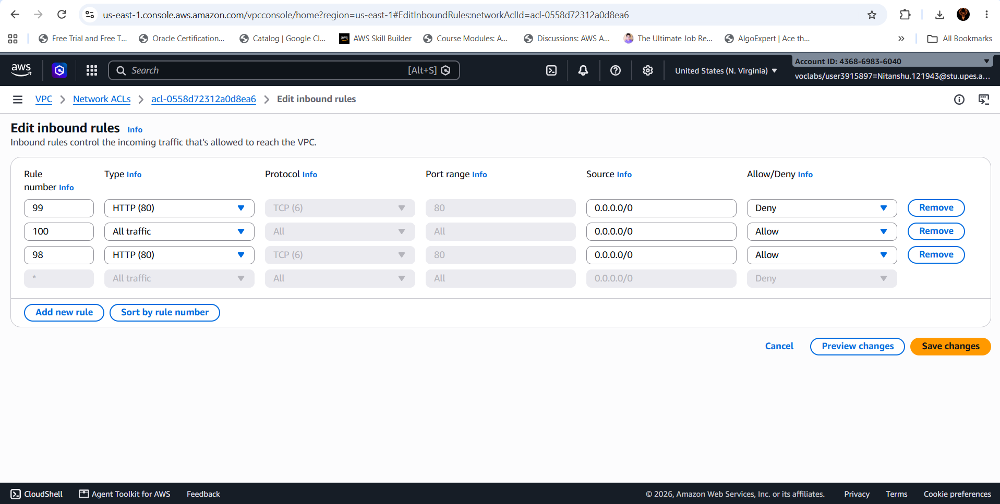 us-east-1.console.aws.amazon.com/vpcconsole/home?region=us-east-1#EditInboundRules:networkAclId=acl-0558d72312a0d8ea6
Free Trial and Free T... Oracle Certification... Catalog | Google Cl... aws AWS Skill Builder Course Modules: A... Discussions: AWS A... The Ultimate Job Re... AlgoExpert | Ace th... » All Bookmarks
aws Search [Alt+S] United States (N. Virginia) Account ID: 4368-6983-6040
voclabs/user3915897=Nitanshu.121943@stu.upes.a...
VPC Network ACLs acl-0558d72312a0d8ea6 Edit inbound rules
Edit inbound rules Info
Inbound rules control the incoming traffic that's allowed to reach the VPC.
Rule number Info Type Info Protocol Info Port range Info Source Info Allow/Deny Info
99 HTTP (80) TCP (6) 80 0.0.0.0/0 Deny Remove
100 All traffic All All 0.0.0.0/0 Allow Remove
98 HTTP (80) TCP (6) 80 0.0.0.0/0 Allow Remove
* All traffic All All 0.0.0.0/0 Deny
Add new rule Sort by rule number
Cancel Preview changes Save changes
CloudShell Agent Toolkit for AWS Feedback © 2026, Amazon Web Services, Inc. or its affiliates. Privacy Terms Cookie preferences